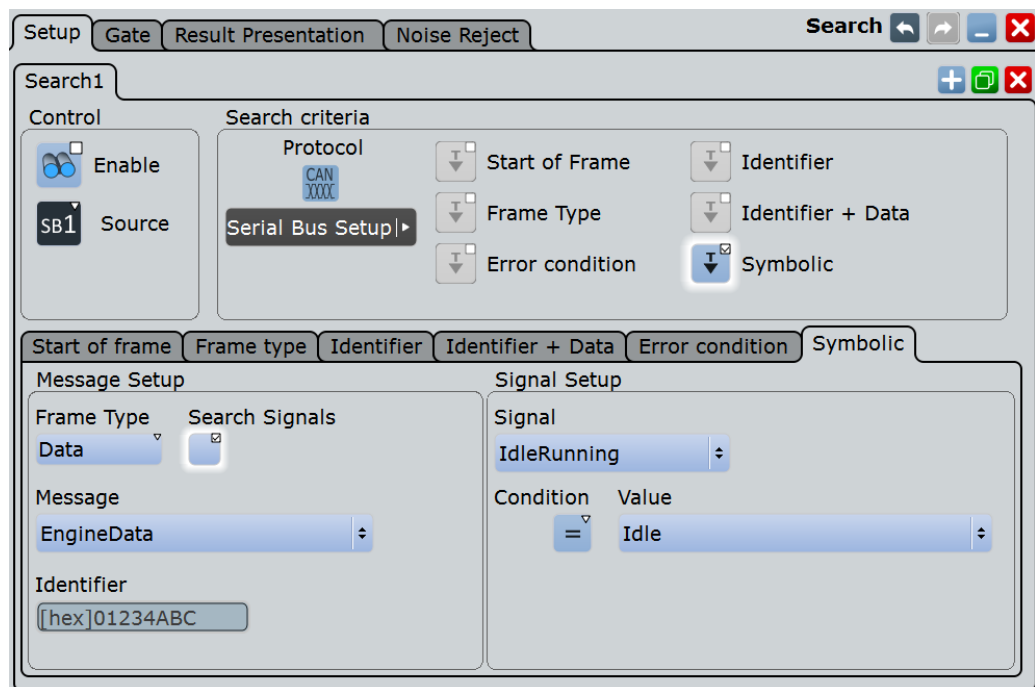 Setup Gate Result Presentation Noise Reject Search
Search1
Control
Enable
SB1 Source
Search criteria
Protocol
CAN
Serial Bus Setup
Start of Frame
Frame Type
Error condition
Identifier
Identifier + Data
Symbolic
Start of frame Frame type Identifier Identifier + Data Error condition Symbolic
Message Setup
Frame Type Search Signals
Data
Message
EngineData
Identifier
[hex]01234ABC
Signal Setup
Signal
IdleRunning
Condition Value
= Idle